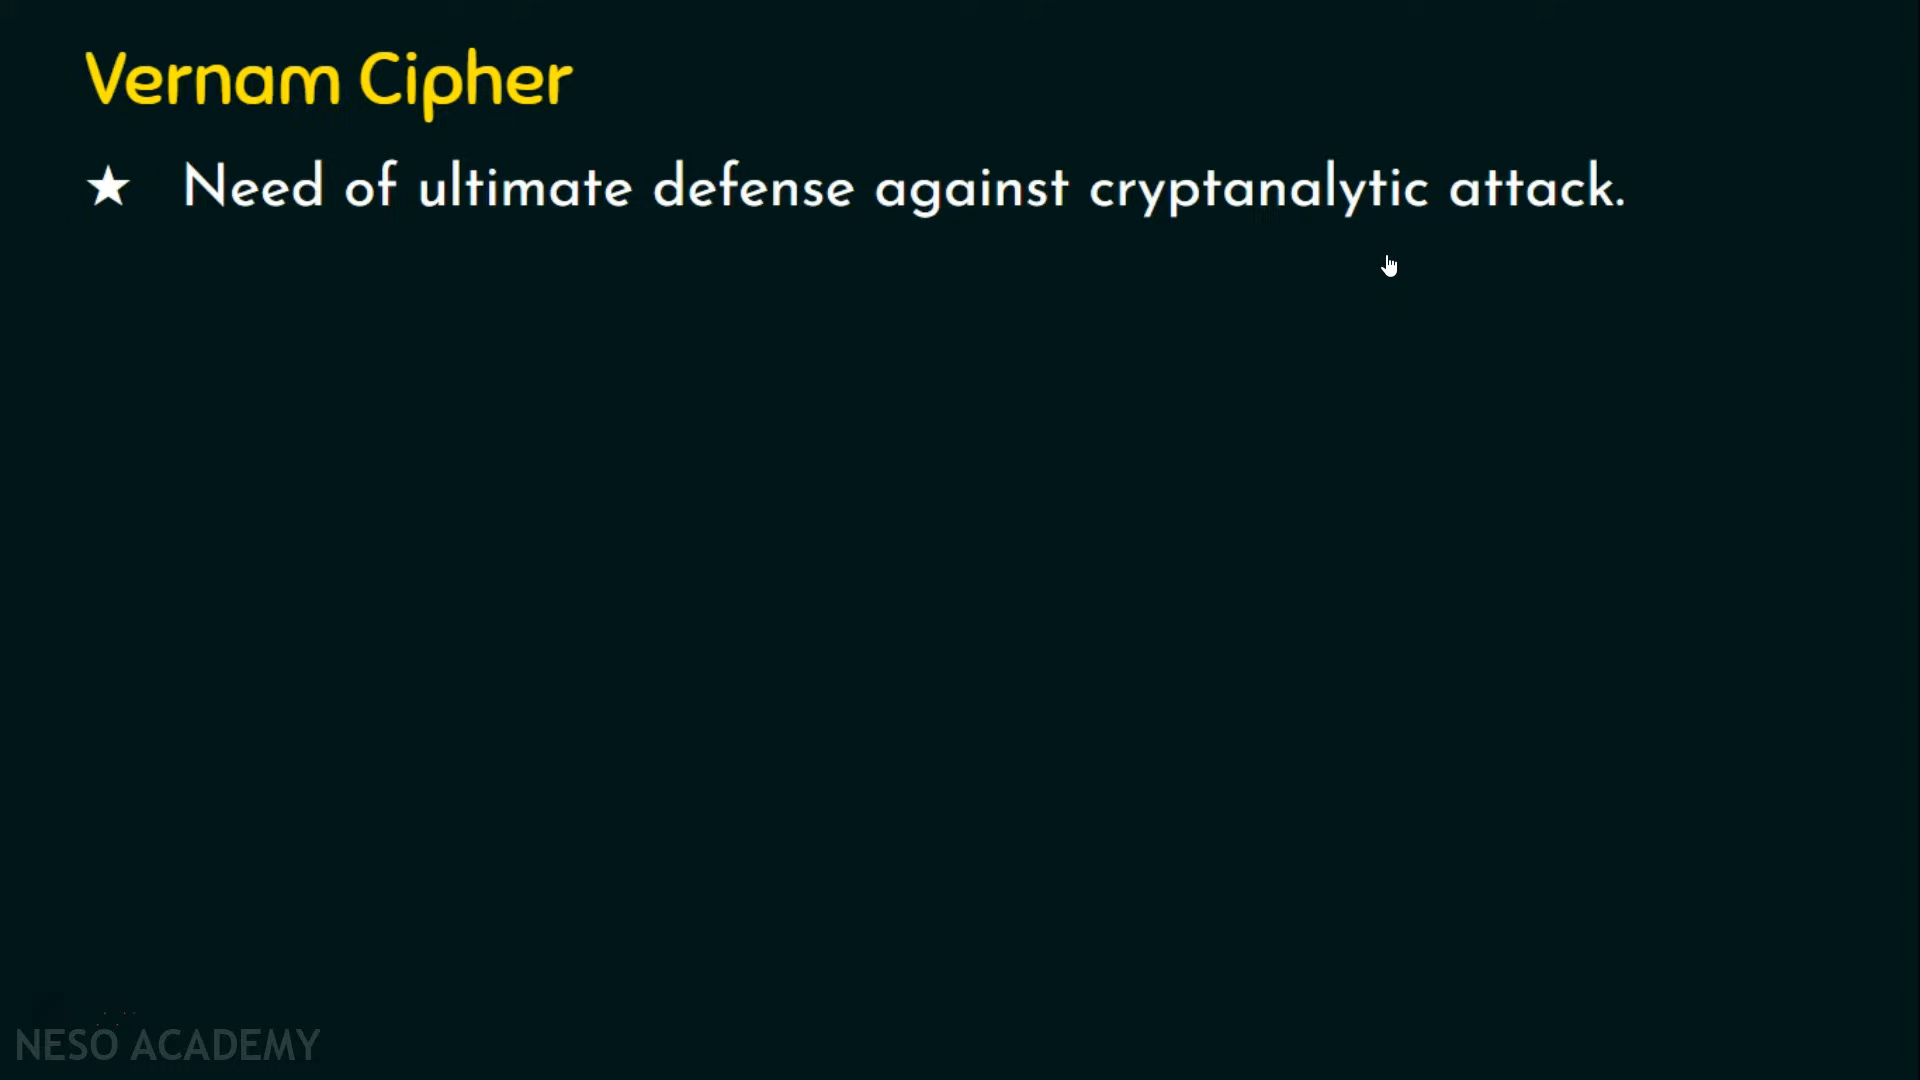 Vernam Cipher
★ Need of ultimate defense against cryptanalytic attack.
NESO ACADEMY